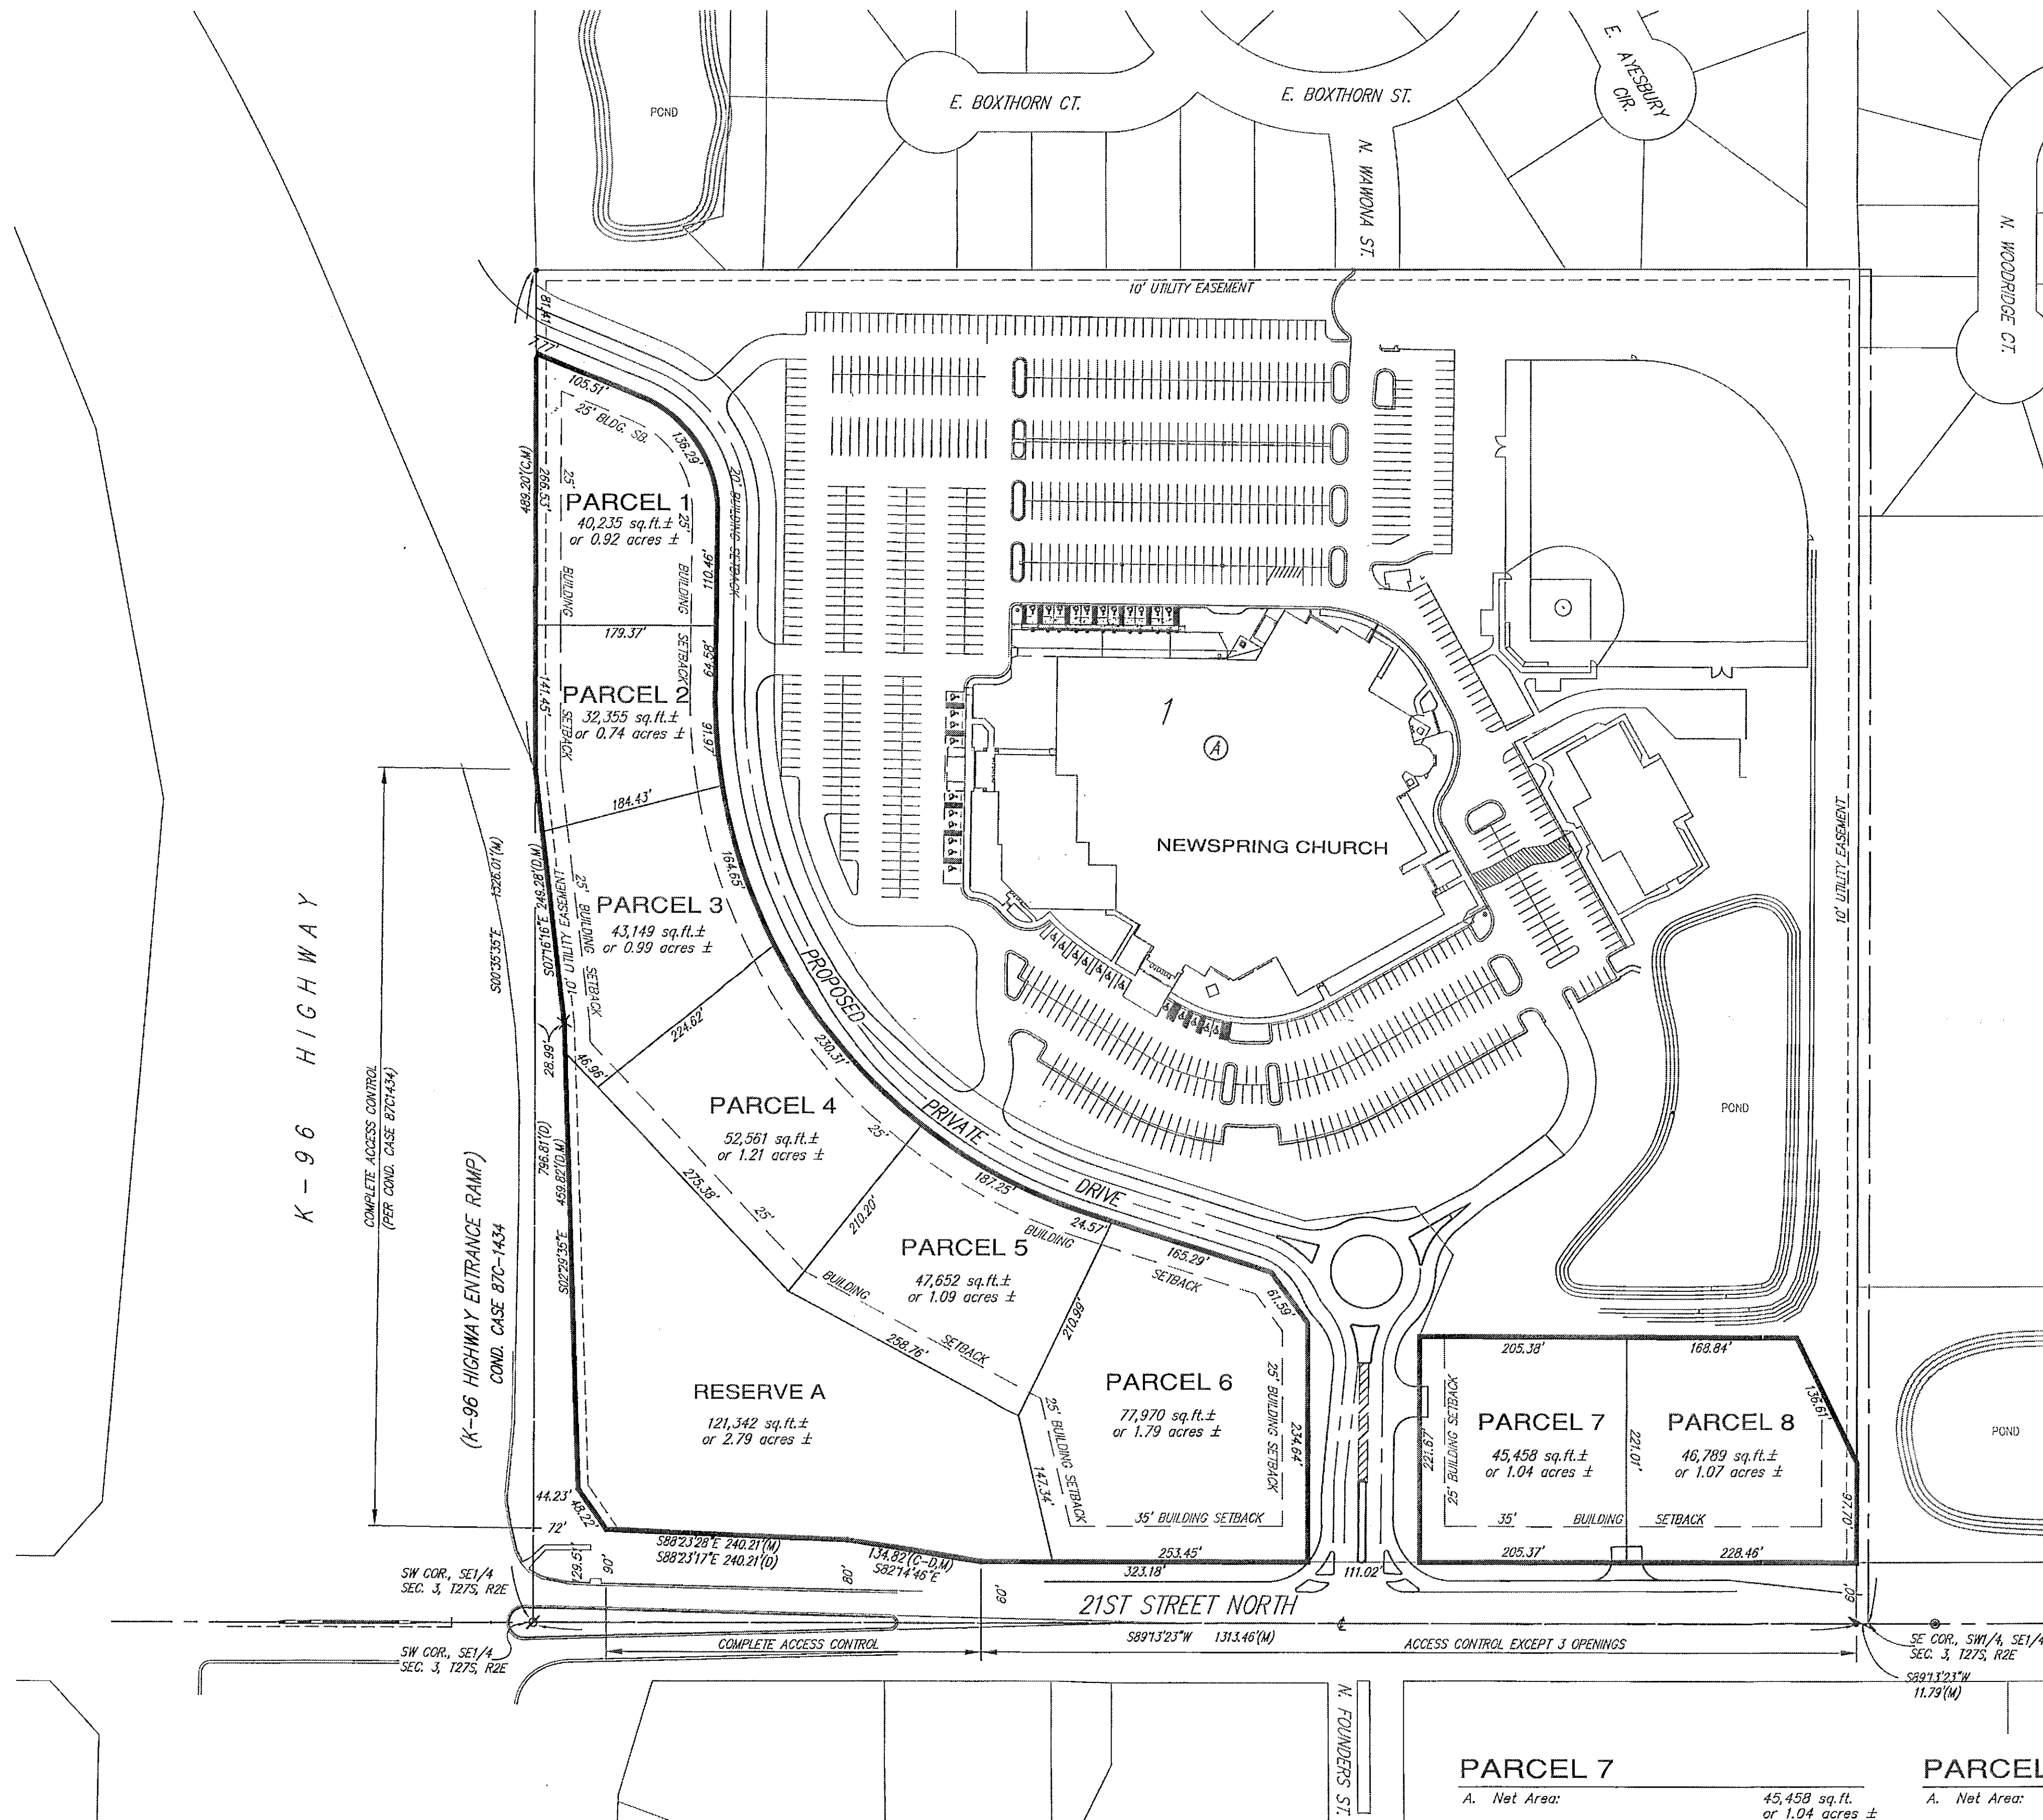 E. BOXTHORN CT.
E. BOXTHORN ST.
E. AYESBURY
CIR.
POND
N. WAWONA ST.
N. WOODRIDGE CT.
10' UTILITY EASEMENT
81.41'
7.77'
105.51'
25' BLDG. SB.
136.29'
489.20'(C,M)
266.53'
25'
PARCEL 1
40,235 sq.ft.±
or 0.92 acres ±
25'
BUILDING
BUILDING
110.46'
20' BUILDING SETBACK
179.37'
SETBACK
64.58'
141.45'
PARCEL 2
32,355 sq.ft.±
or 0.74 acres ±
SETBACK
91.97'
184.43'
1
A
NEWSPRING CHURCH
10' UTILITY EASEMENT
K-96 HIGHWAY
COMPLETE ACCESS CONTROL
(PER COND. CASE 87C1434)
S00°35'35"E 1326.01'(M)
S07°16'16"E 249.28'(D,M)
10' UTILITY EASEMENT
25' BUILDING SETBACK
PARCEL 3
43,149 sq.ft.±
or 0.99 acres ±
164.65'
224.62'
28.99'
46.96'
PROPOSED PRIVATE DRIVE
230.31'
PARCEL 4
52,561 sq.ft.±
or 1.21 acres ±
25'
275.38'
25'
210.20'
187.25'
24.57'
796.81'(D)
459.82'(D,M)
S02°29'35"E
(K-96 HIGHWAY ENTRANCE RAMP)
COND. CASE 87C-1434
POND
BUILDING
SETBACK
165.29'
PARCEL 5
47,652 sq.ft.±
or 1.09 acres ±
BUILDING
SETBACK
258.76'
210.99'
61.59'
RESERVE A
121,342 sq.ft.±
or 2.79 acres ±
PARCEL 6
77,970 sq.ft.±
or 1.79 acres ±
25' BUILDING SETBACK
25' BUILDING SETBACK
234.64'
147.34'
35' BUILDING SETBACK
205.38'
168.84'
136.61'
PARCEL 7
45,458 sq.ft.±
or 1.04 acres ±
221.67'
25' BUILDING SETBACK
221.01'
PARCEL 8
46,789 sq.ft.±
or 1.07 acres ±
POND
97.70'
35' BUILDING SETBACK
44.23'
48.22'
72'
S88°23'28"E 240.21'(M)
S88°23'17"E 240.21'(D)
134.82'(C-D,M)
S82°14'46"E
253.45'
323.18'
111.02'
205.37'
228.46'
129.51'
90'
80'
60'
60'
SW COR., SE1/4
SEC. 3, T27S, R2E
21ST STREET NORTH
S89°13'23"W 1313.46'(M)
COMPLETE ACCESS CONTROL
ACCESS CONTROL EXCEPT 3 OPENINGS
SW COR., SE1/4
SEC. 3, T27S, R2E
SE COR., SW1/4, SE1/4
SEC. 3, T27S, R2E
S89°13'23"W
11.79'(M)
N. FOUNDERS ST.
PARCEL 7
A. Net Area: 45,458 sq.ft.
or 1.04 acres ±
PARCEL
A. Net Area: